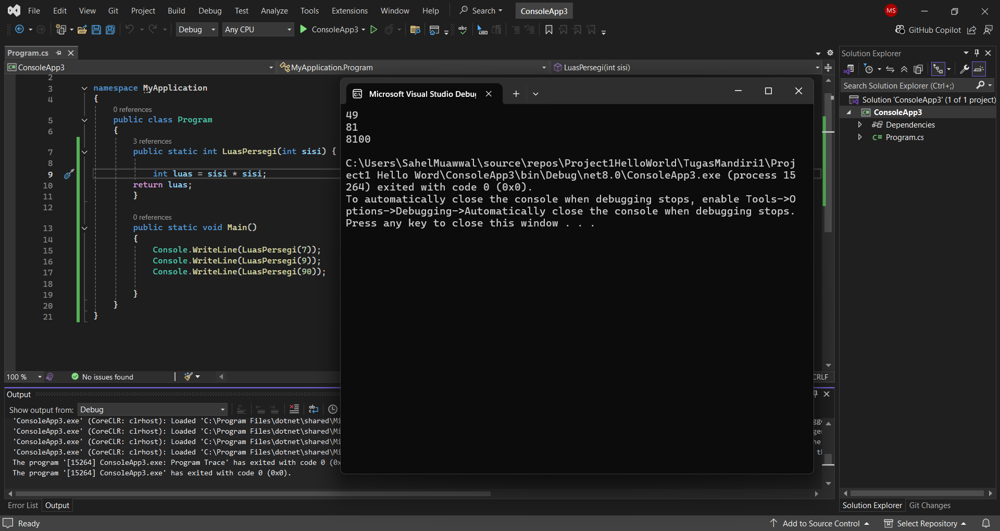 File Edit View Git Project Build Debug Test Analyze Tools Extensions Window Help Search ConsoleApp3 MS
Debug Any CPU ConsoleApp3 GitHub Copilot
Program.cs
ConsoleApp3 MyApplication.Program LuasPersegi(int sisi)
2
3 namespace MyApplication
4 {
0 references
5 public class Program
6 {
3 references
7 public static int LuasPersegi(int sisi) {
8
9 int luas = sisi * sisi;
10 return luas;
11 }
12
0 references
13 public static void Main()
14 {
15 Console.WriteLine(LuasPersegi(7));
16 Console.WriteLine(LuasPersegi(9));
17 Console.WriteLine(LuasPersegi(90));
18
19 }
20 }
21 }
100 % No issues found CRLF
Microsoft Visual Studio Debug
49
81
8100
C:\Users\SahelMuawwal\source\repos\Project1HelloWorld\TugasMandiri1\Proj
ect1 Hello Word\ConsoleApp3\bin\Debug\net8.0\ConsoleApp3.exe (process 15
264) exited with code 0 (0x0).
To automatically close the console when debugging stops, enable Tools->O
ptions->Debugging->Automatically close the console when debugging stops.
Press any key to close this window . . .
Output
Show output from: Debug
'ConsoleApp3.exe' (CoreCLR: clrhost): Loaded 'C:\Program Files\dotnet\shared\Mi
'ConsoleApp3.exe' (CoreCLR: clrhost): Loaded 'C:\Program Files\dotnet\shared\Mi
'ConsoleApp3.exe' (CoreCLR: clrhost): Loaded 'C:\Program Files\dotnet\shared\Mi
'ConsoleApp3.exe' (CoreCLR: clrhost): Loaded 'C:\Program Files\dotnet\shared\Mi
The program '[15264] ConsoleApp3.exe: Program Trace' has exited with code 0 (0x
The program '[15264] ConsoleApp3.exe' has exited with code 0 (0x0).
Error List Output
Solution Explorer
Search Solution Explorer (Ctrl+;)
Solution 'ConsoleApp3' (1 of 1 project)
ConsoleApp3
Dependencies
C# Program.cs
Solution Explorer Git Changes
Ready Add to Source Control Select Repository